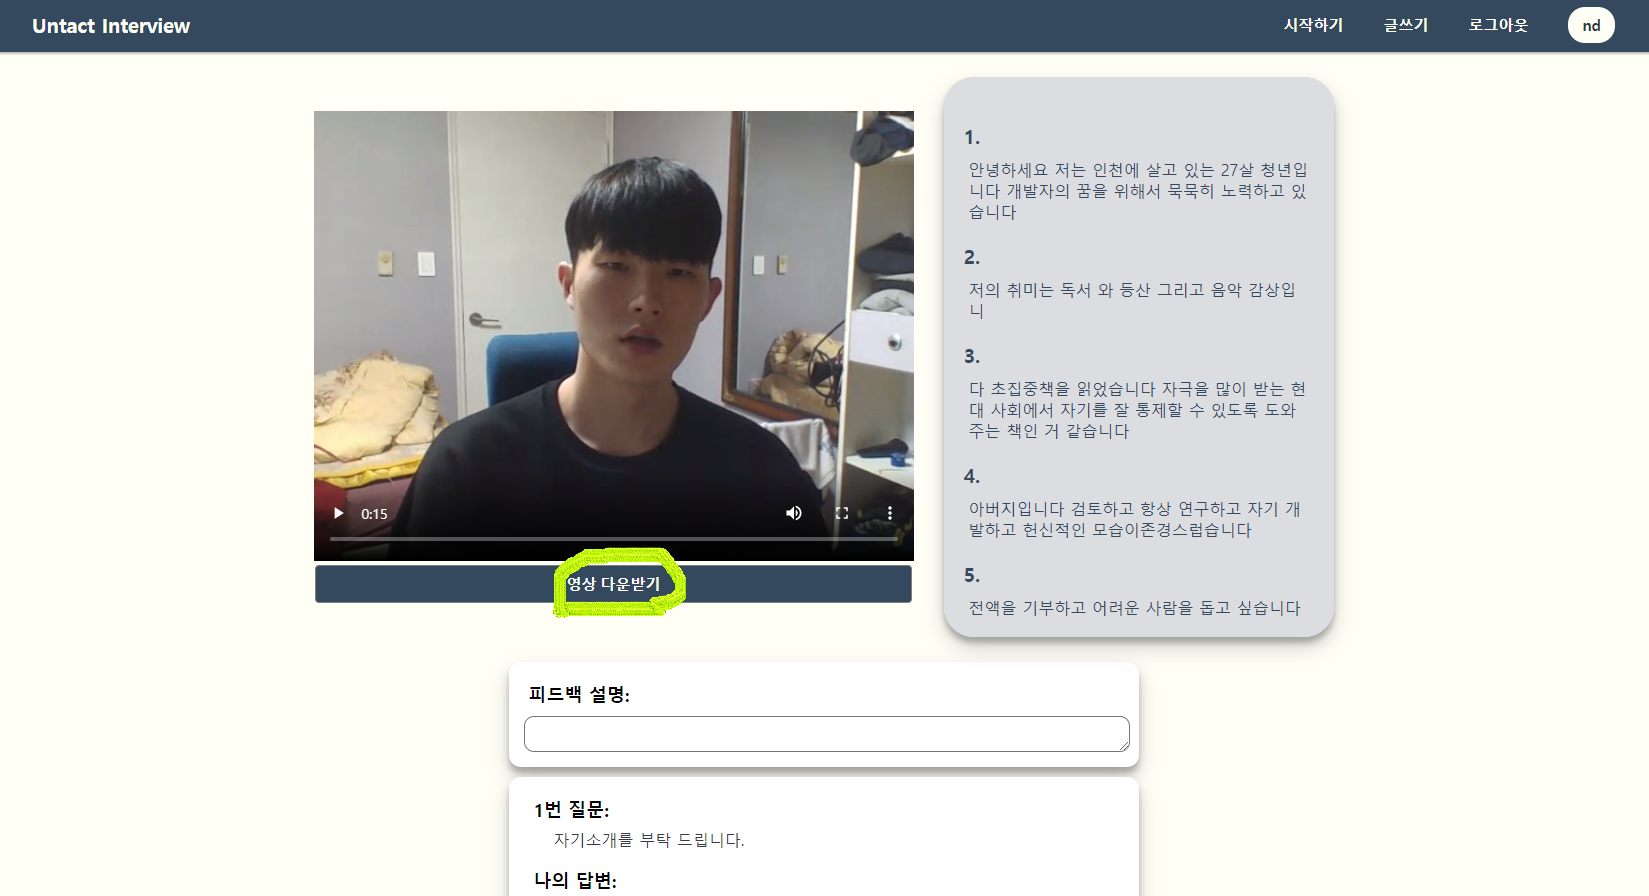 Untact Interview
시작하기
글쓰기
로그아웃
nd
0:15
영상 다운받기
1.
안녕하세요 저는 인천에 살고 있는 27살 청년입
니다 개발자의 꿈을 위해서 묵묵히 노력하고 있
습니다
2.
저의 취미는 독서 와 등산 그리고 음악 감상입
니
3.
다 초집중책을 읽었습니다 자극을 많이 받는 현
대 사회에서 자기를 잘 통제할 수 있도록 도와
주는 책인 거 같습니다
4.
아버지입니다 검토하고 항상 연구하고 자기 개
발하고 헌신적인 모습이존경스럽습니다
5.
전액을 기부하고 어려운 사람을 돕고 싶습니다
피드백 설명:
1번 질문:
자기소개를 부탁 드립니다.
나의 답변: